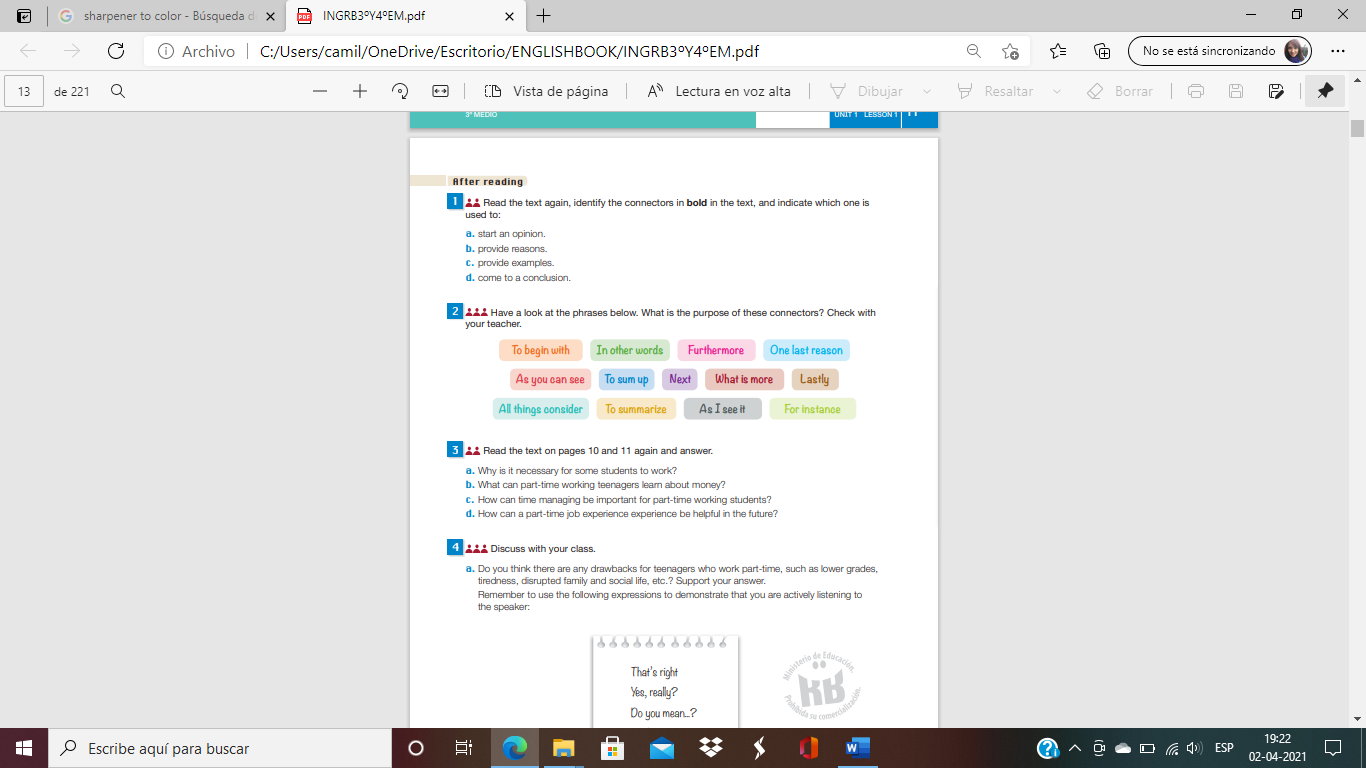 sharpener to color - Búsqueda d
INGRB3ºY4ºEM.pdf
Archivo
C:/Users/camil/OneDrive/Escritorio/ENGLISHBOOK/INGRB3ºY4ºEM.pdf
No se está sincronizando
13
de 221
Vista de página
Lectura en voz alta
Dibujar
Resaltar
Borrar
3º MEDIO
UNIT 1 LESSON 1
After reading
1 Read the text again, identify the connectors in bold in the text, and indicate which one is
used to:
a. start an opinion.
b. provide reasons.
c. provide examples.
d. come to a conclusion.
2 Have a look at the phrases below. What is the purpose of these connectors? Check with
your teacher.
To begin with In other words Furthermore One last reason
As you can see To sum up Next What is more Lastly
All things consider To summarize As I see it For instance
3 Read the text on pages 10 and 11 again and answer.
a. Why is it necessary for some students to work?
b. What can part-time working teenagers learn about money?
c. How can time managing be important for part-time working students?
d. How can a part-time job experience experience be helpful in the future?
4 Discuss with your class.
a. Do you think there are any drawbacks for teenagers who work part-time, such as lower grades,
tiredness, disrupted family and social life, etc.? Support your answer.
Remember to use the following expressions to demonstrate that you are actively listening to
the speaker:
That's right
Yes, really?
Do you mean...?
Ministerio de Educación.
Prohibida su comercialización.
Escribe aquí para buscar
ESP
19:22
02-04-2021